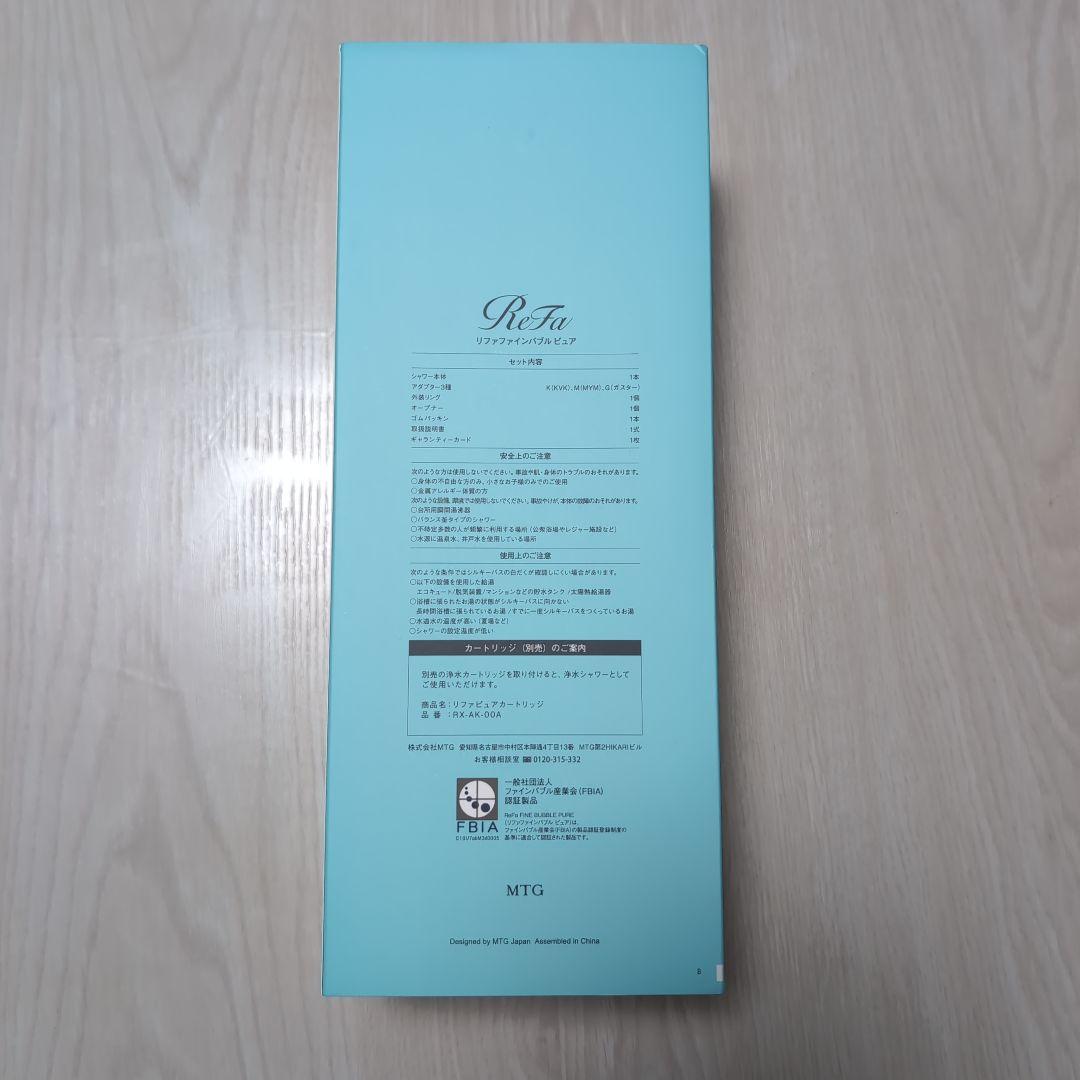 ReFa
リファファインバブル ピュア
セット内容
シャワー本体 1本
アダプター3種 K(KVK)、M(MYM)、G(ガスター)
外装リング 1個
オープナー 1個
ゴムパッキン 1本
取扱説明書 1式
ギャランティーカード 1枚
安全上のご注意
次のような方は使用しないでください。事故や肌・身体のトラブルのおそれがあります。
○身体の不自由な方のみ、小さなお子様のみでのご使用
○金属アレルギー体質の方
次のような設備、環境では使用しないでください。事故やけが、本体の故障のおそれがあります。
○台所用瞬間湯沸器
○バランス釜タイプのシャワー
○不特定多数の人が頻繁に利用する場所（公衆浴場やレジャー施設など）
○水源に温泉水、井戸水を使用している場所
使用上のご注意
次のような条件ではシルキーバスの白だくが確認しにくい場合があります。
○以下の設備を使用した給湯
エコキュート/脱気装置/マンションなどの貯水タンク/太陽熱給湯器
○浴槽に張られたお湯の状態がシルキーバスに向かない
長時間浴槽に張られているお湯/すでに一度シルキーバスをつくっているお湯
○水道水の温度が高い（夏場など）
○シャワーの設定温度が低い
カートリッジ（別売）のご案内
別売の浄水カートリッジを取り付けると、浄水シャワーとして
ご使用いただけます。
商品名：リファピュアカートリッジ
品 番：RX-AK-00A
株式会社MTG 愛知県名古屋市中村区本陣通4丁目13番 MTG第2HIKARIビル
お客様相談室 0120-315-332
一般社団法人
ファインバブル産業会(FBIA)
認証製品
ReFa FINE BUBBLE PURE
(リファファインバブル ピュア)は、
ファインバブル産業会(FBIA)の製品認証登録制度の
基準に適合して認証された製品です。
FBIA
MTG
Designed by MTG Japan Assembled in China
B